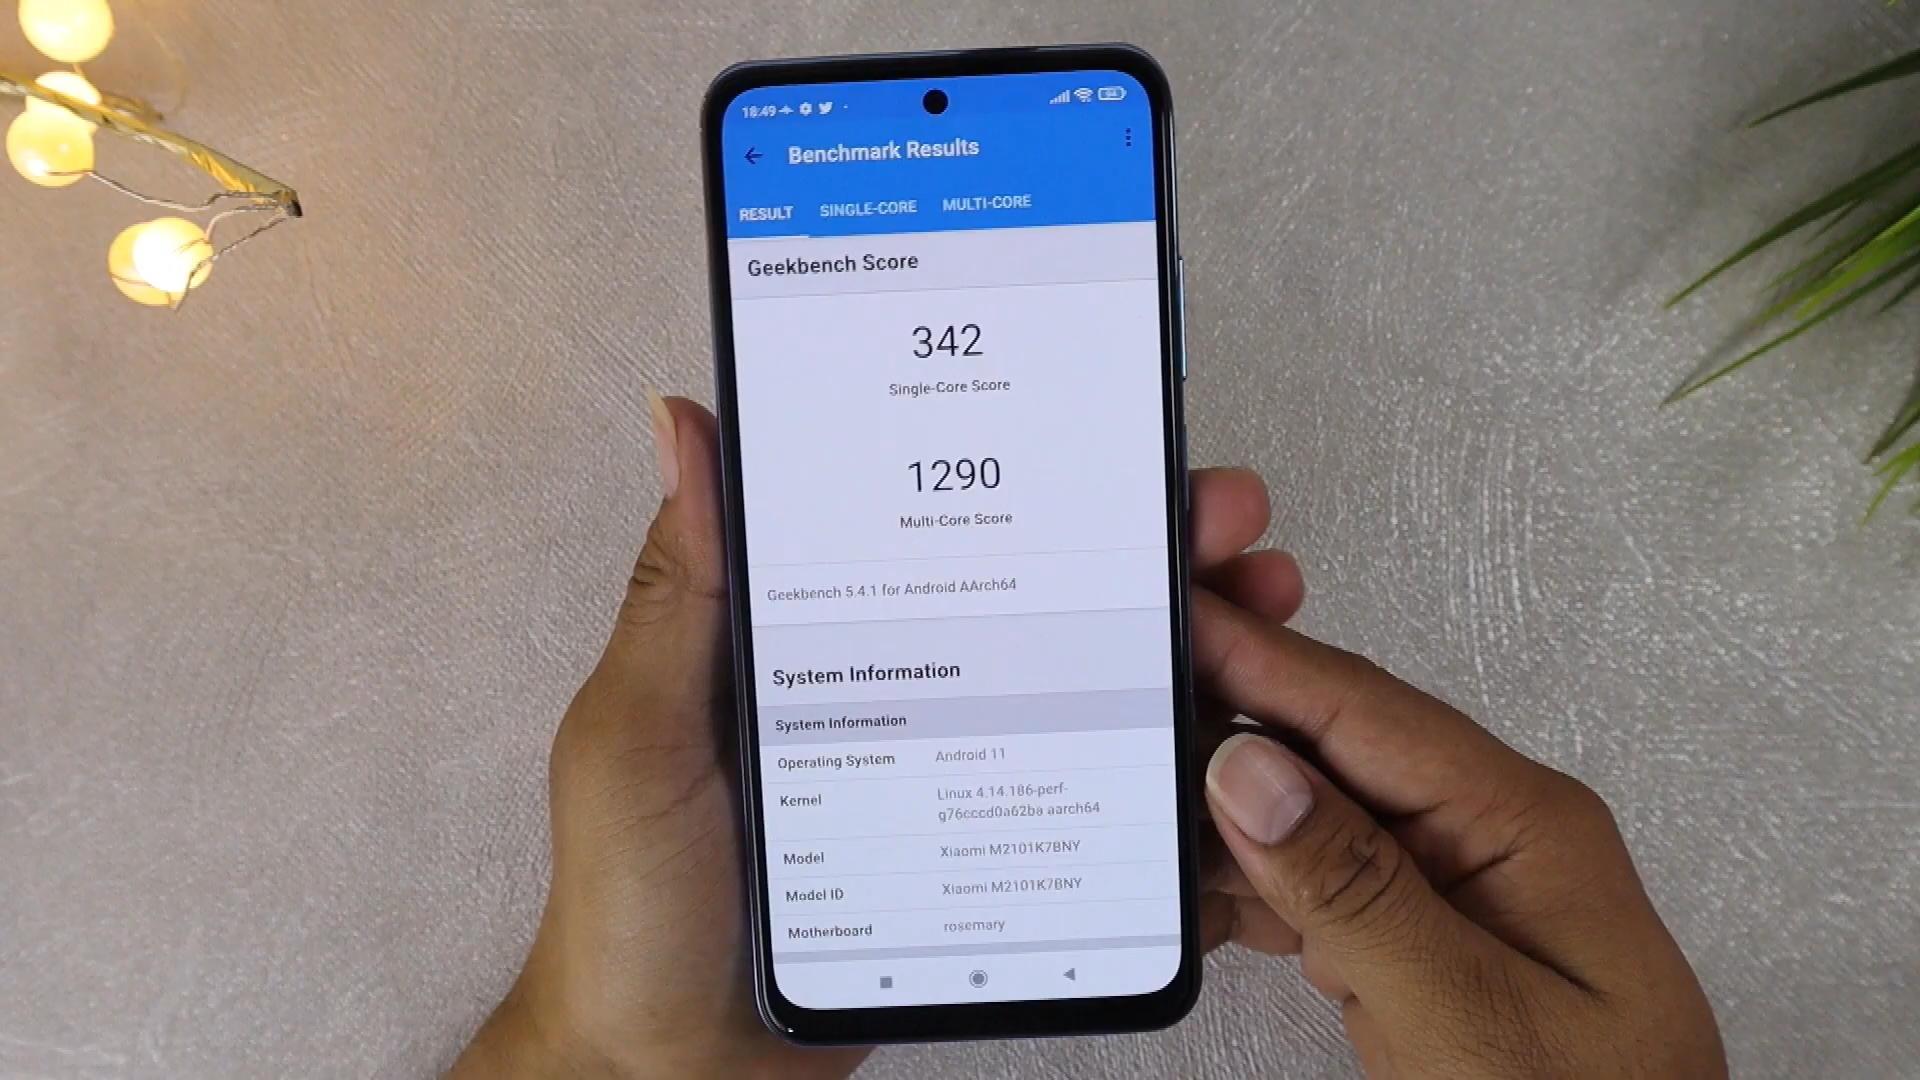 18:49
Benchmark Results
RESULT SINGLE-CORE MULTI-CORE
Geekbench Score
342
Single-Core Score
1290
Multi-Core Score
Geekbench 5.4.1 for Android AArch64
System Information
System Information
Operating System Android 11
Kernel Linux 4.14.186-perf-
g76cccd0a62ba aarch64
Model Xiaomi M2101K7BNY
Model ID Xiaomi M2101K7BNY
Motherboard rosemary